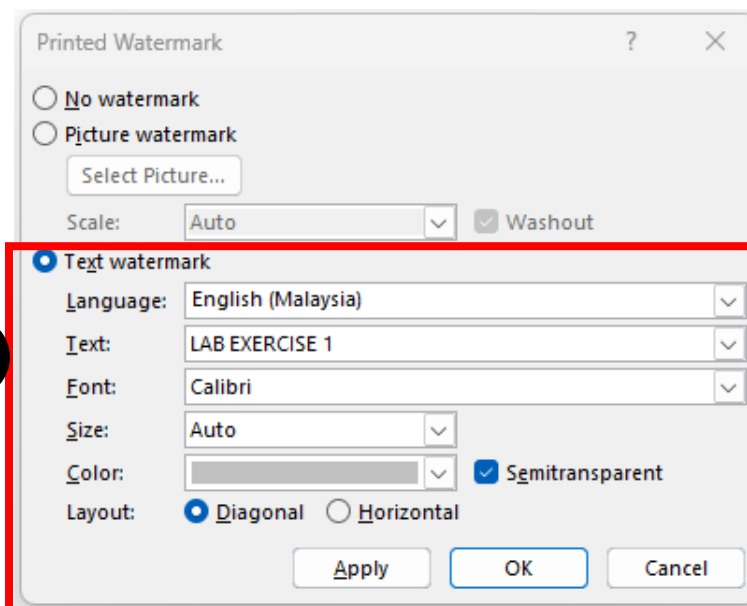 Printed Watermark ?
No watermark
Picture watermark
Select Picture...
Scale: Auto Washout
Text watermark
Language: English (Malaysia)
Text: LAB EXERCISE 1
Font: Calibri
Size: Auto
Color: Semitransparent
Layout: Diagonal Horizontal
Apply OK Cancel